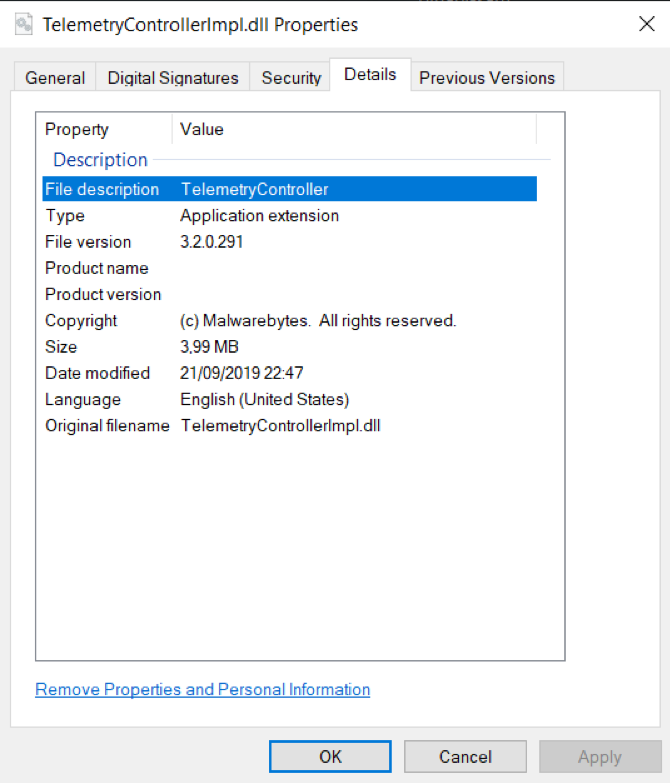 TelemetryControllerImpl.dll Properties
General
Digital Signatures
Security
Details
Previous Versions
Property Value
Description
File description TelemetryController
Type Application extension
File version 3.2.0.291
Product name
Product version
Copyright (c) Malwarebytes.  All rights reserved.
Size 3,99 MB
Date modified 21/09/2019 22:47
Language English (United States)
Original filename TelemetryControllerImpl.dll
Remove Properties and Personal Information
OK
Cancel
Apply